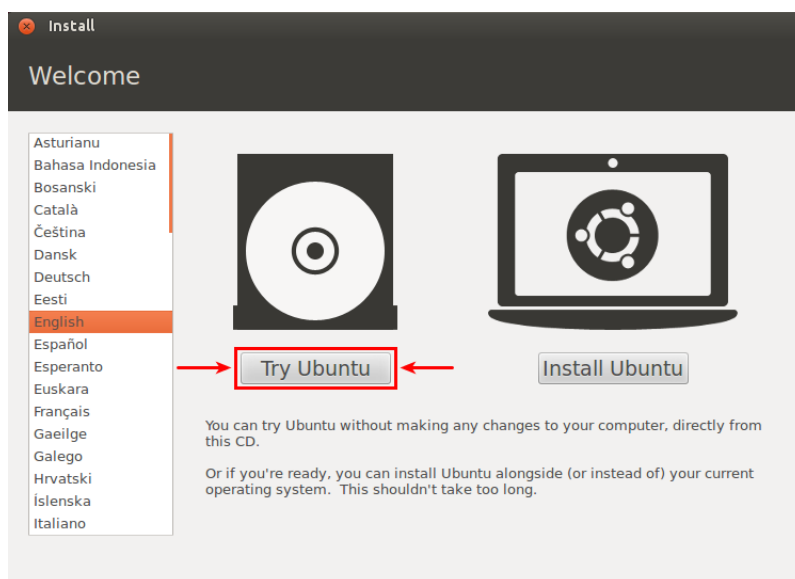 Install
Welcome
Asturianu
Bahasa Indonesia
Bosanski
Català
Čeština
Dansk
Deutsch
Eesti
English
Español
Esperanto
Euskara
Français
Gaeilge
Galego
Hrvatski
Íslenska
Italiano
Try Ubuntu
Install Ubuntu
You can try Ubuntu without making any changes to your computer, directly from
this CD.
Or if you're ready, you can install Ubuntu alongside (or instead of) your current
operating system.  This shouldn't take too long.